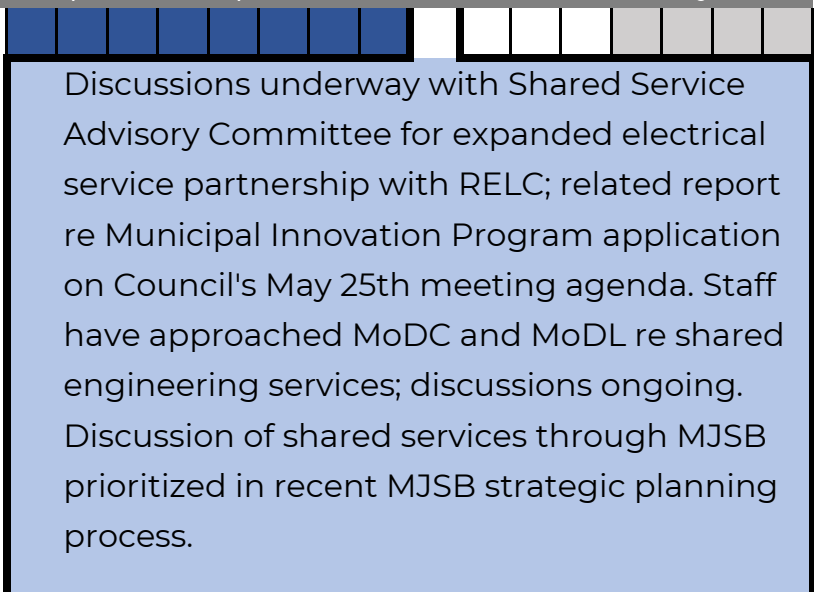 Discussions underway with Shared Service
Advisory Committee for expanded electrical
service partnership with RELC; related report
re Municipal Innovation Program application
on Council's May 25th meeting agenda. Staff
have approached MoDC and MoDL re shared
engineering services; discussions ongoing.
Discussion of shared services through MJSB
prioritized in recent MJSB strategic planning
process.